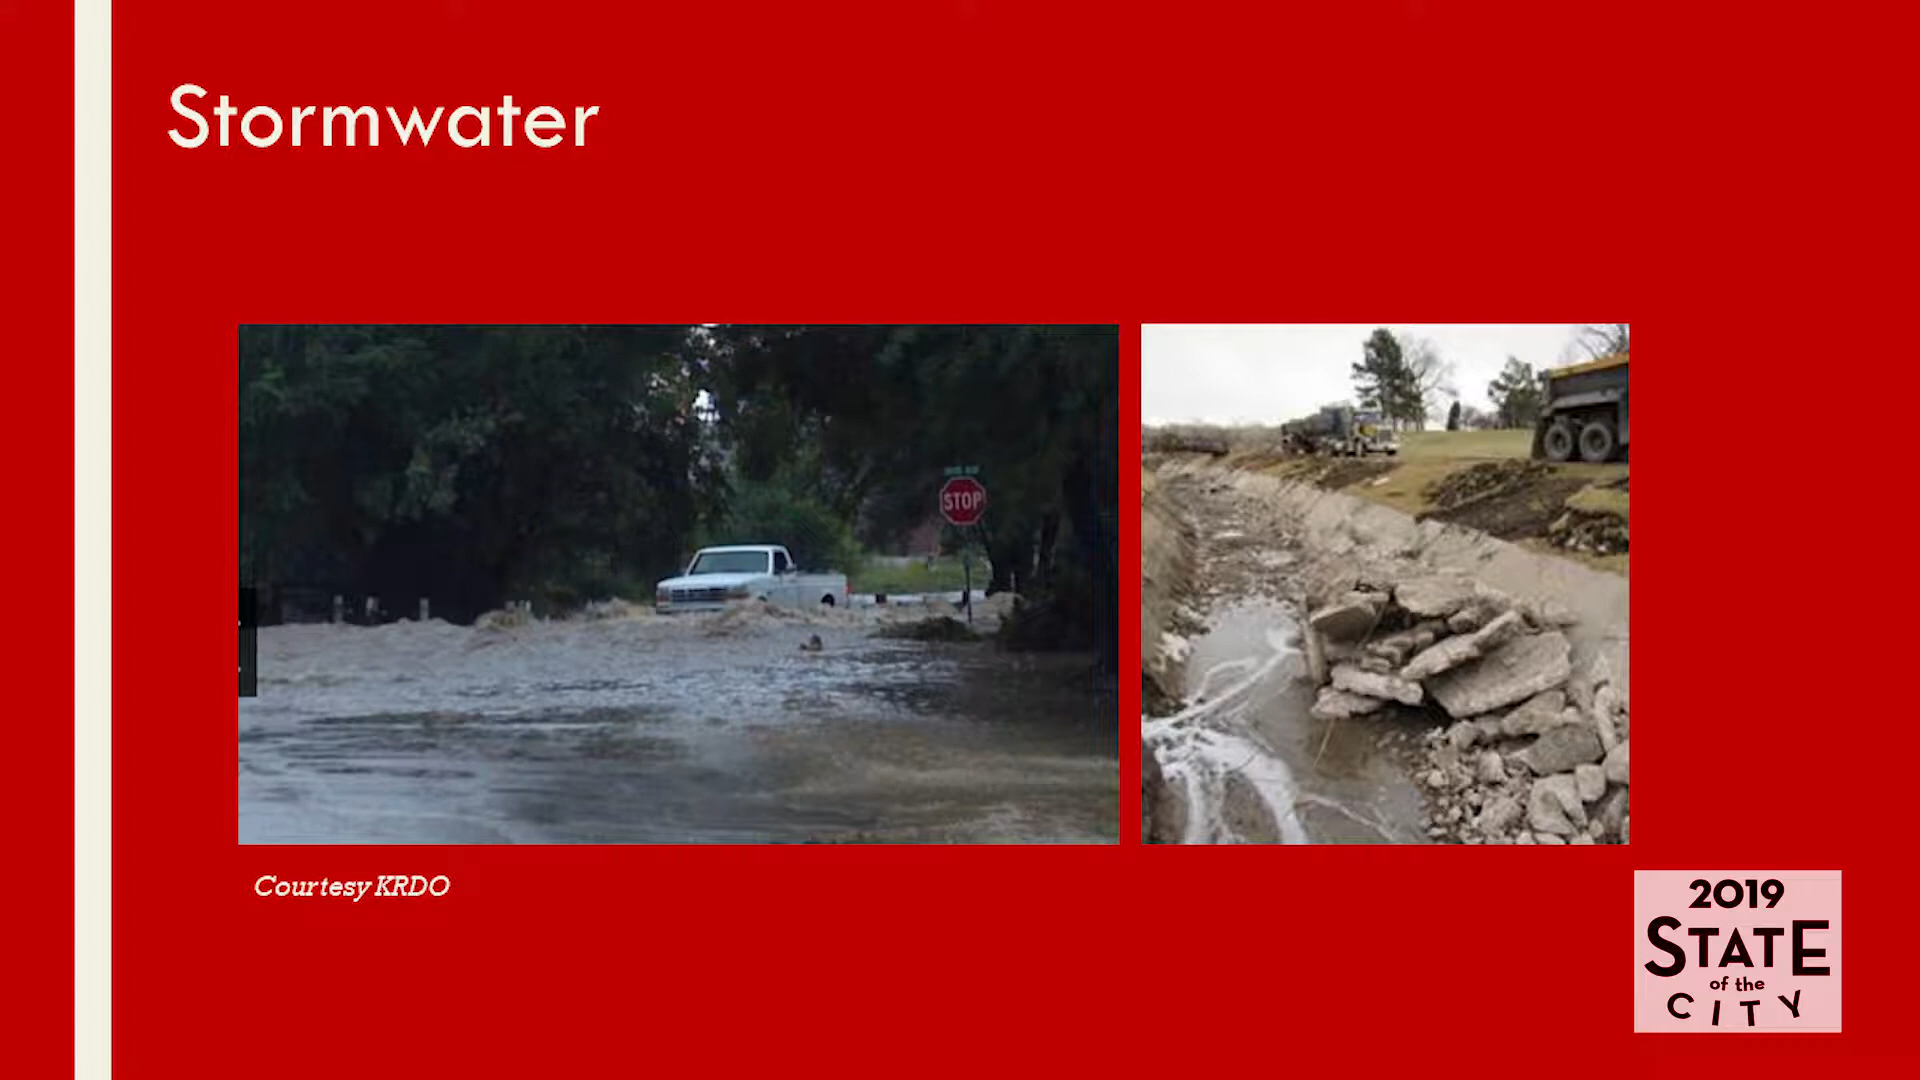 Stormwater
STOP
Courtesy KRDO
2019
STATE
of the
CITY